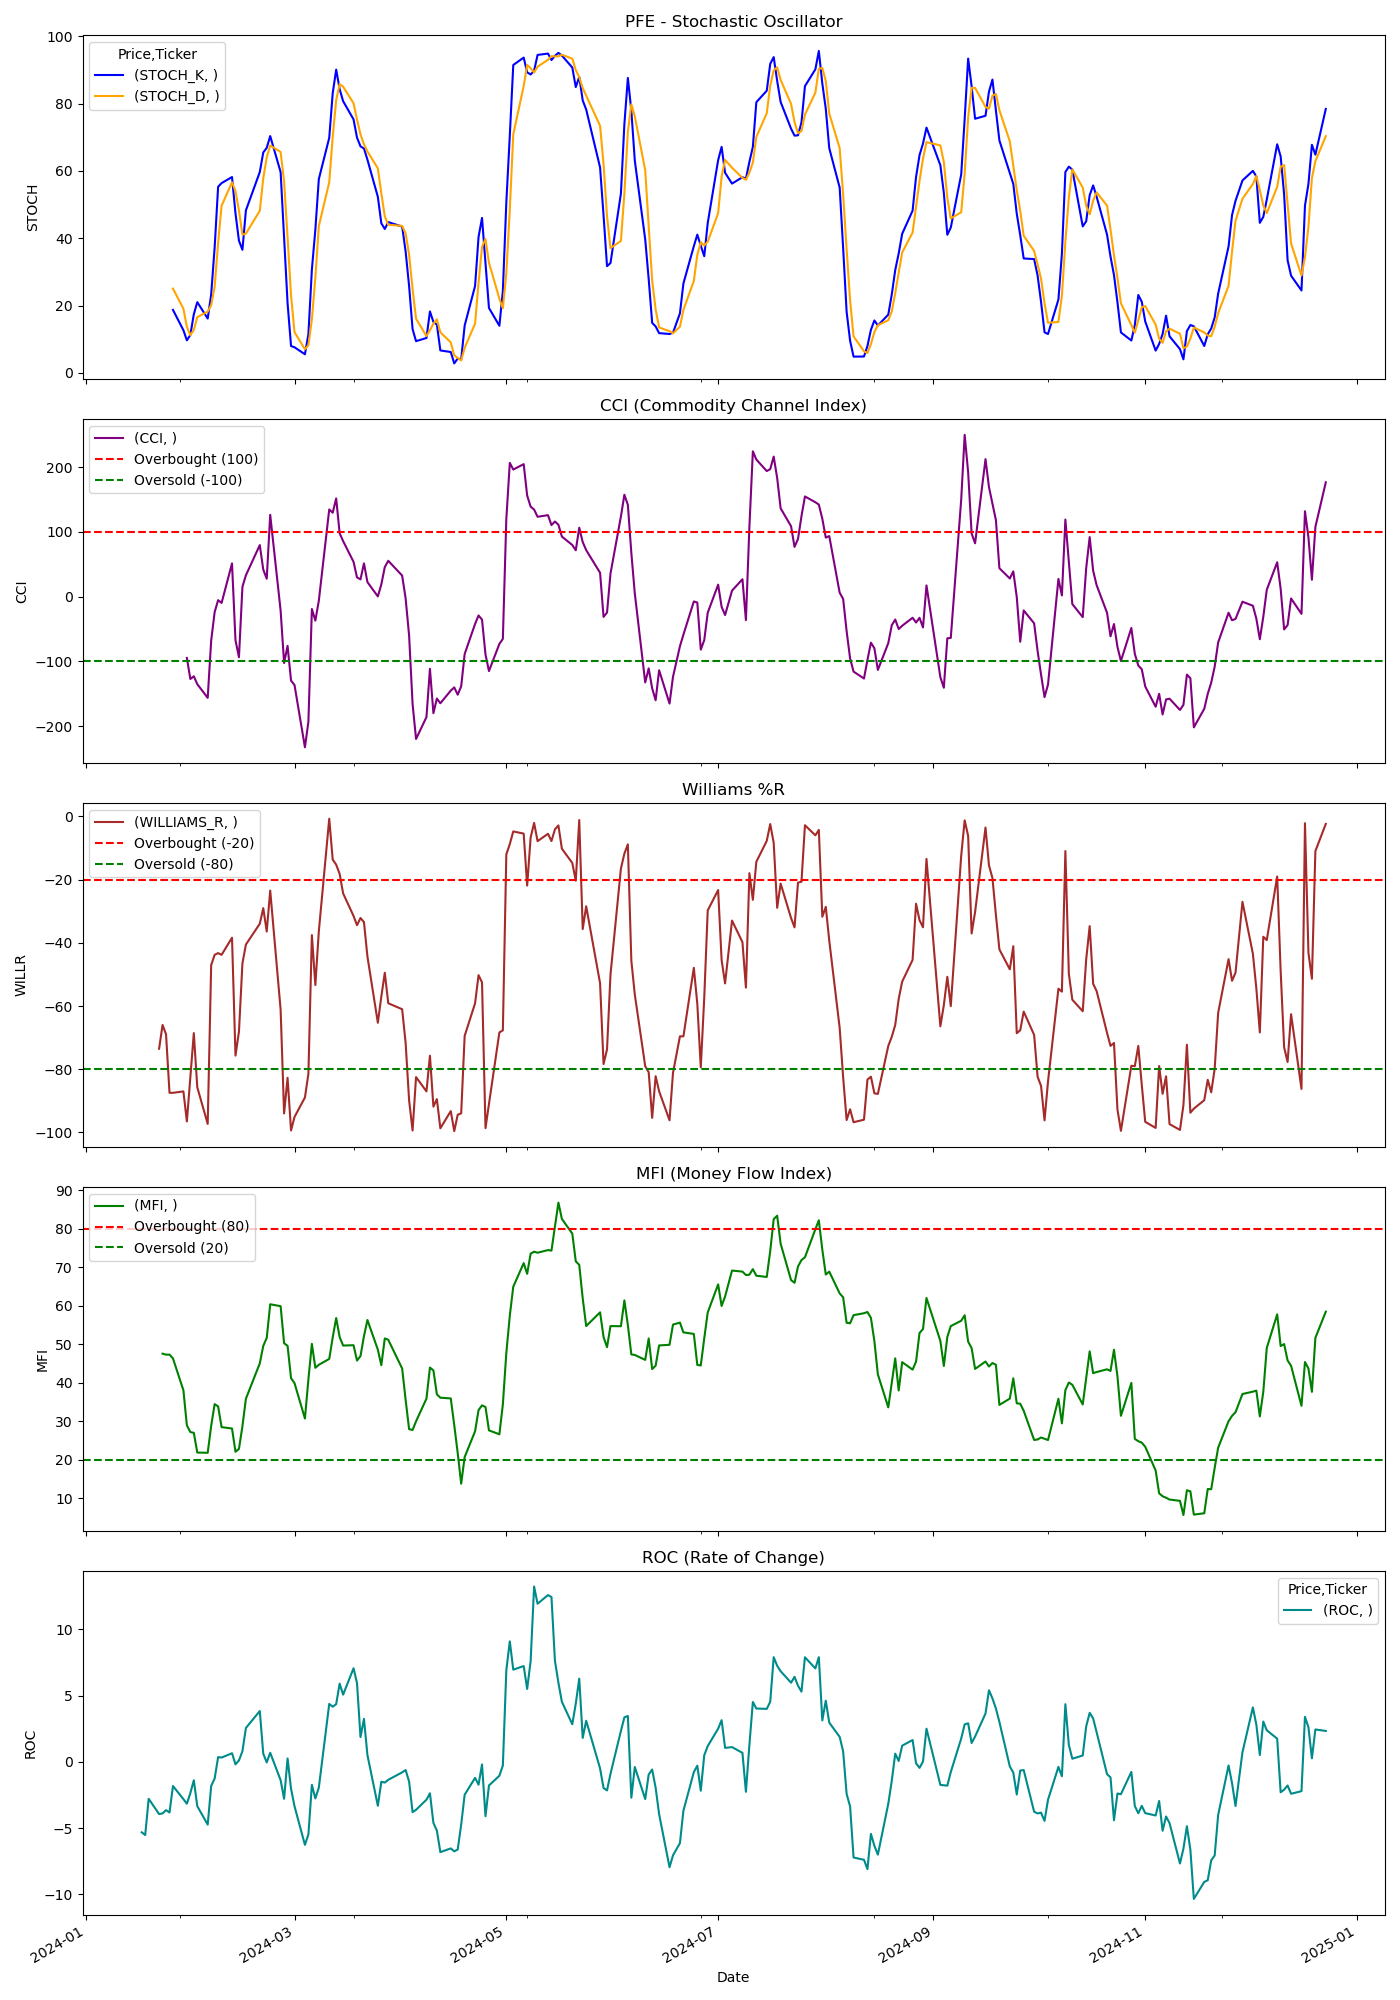 PFE - Stochastic Oscillator
100
80
60
40
20
0
STOCH
Price,Ticker
(STOCH_K, )
(STOCH_D, )
CCI (Commodity Channel Index)
200
100
0
−100
−200
CCI
(CCI, )
Overbought (100)
Oversold (-100)
Williams %R
0
−20
−40
−60
−80
−100
WILLR
(WILLIAMS_R, )
Overbought (-20)
Oversold (-80)
MFI (Money Flow Index)
90
80
70
60
50
40
30
20
10
MFI
(MFI, )
Overbought (80)
Oversold (20)
ROC (Rate of Change)
10
5
0
−5
−10
ROC
Price,Ticker
(ROC, )
2024-01
2024-03
2024-05
2024-07
2024-09
2024-11
2025-01
Date